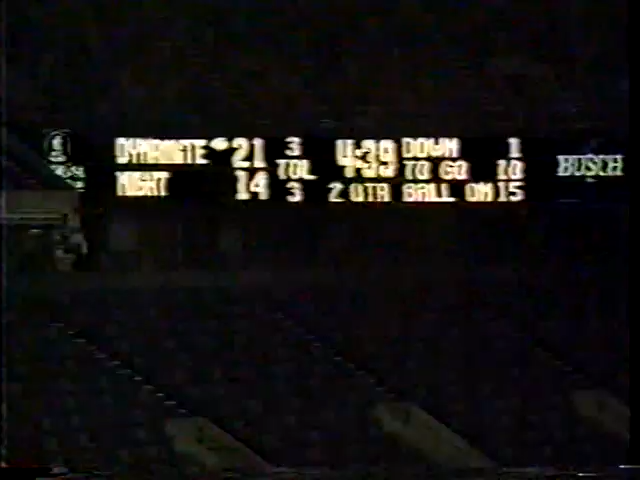 DYNAMITE 21 3 4:39 DOWN 1
TOL TO GO 10
KNIGHT 14 3 2 QTR BALL ON 15
BUSCH